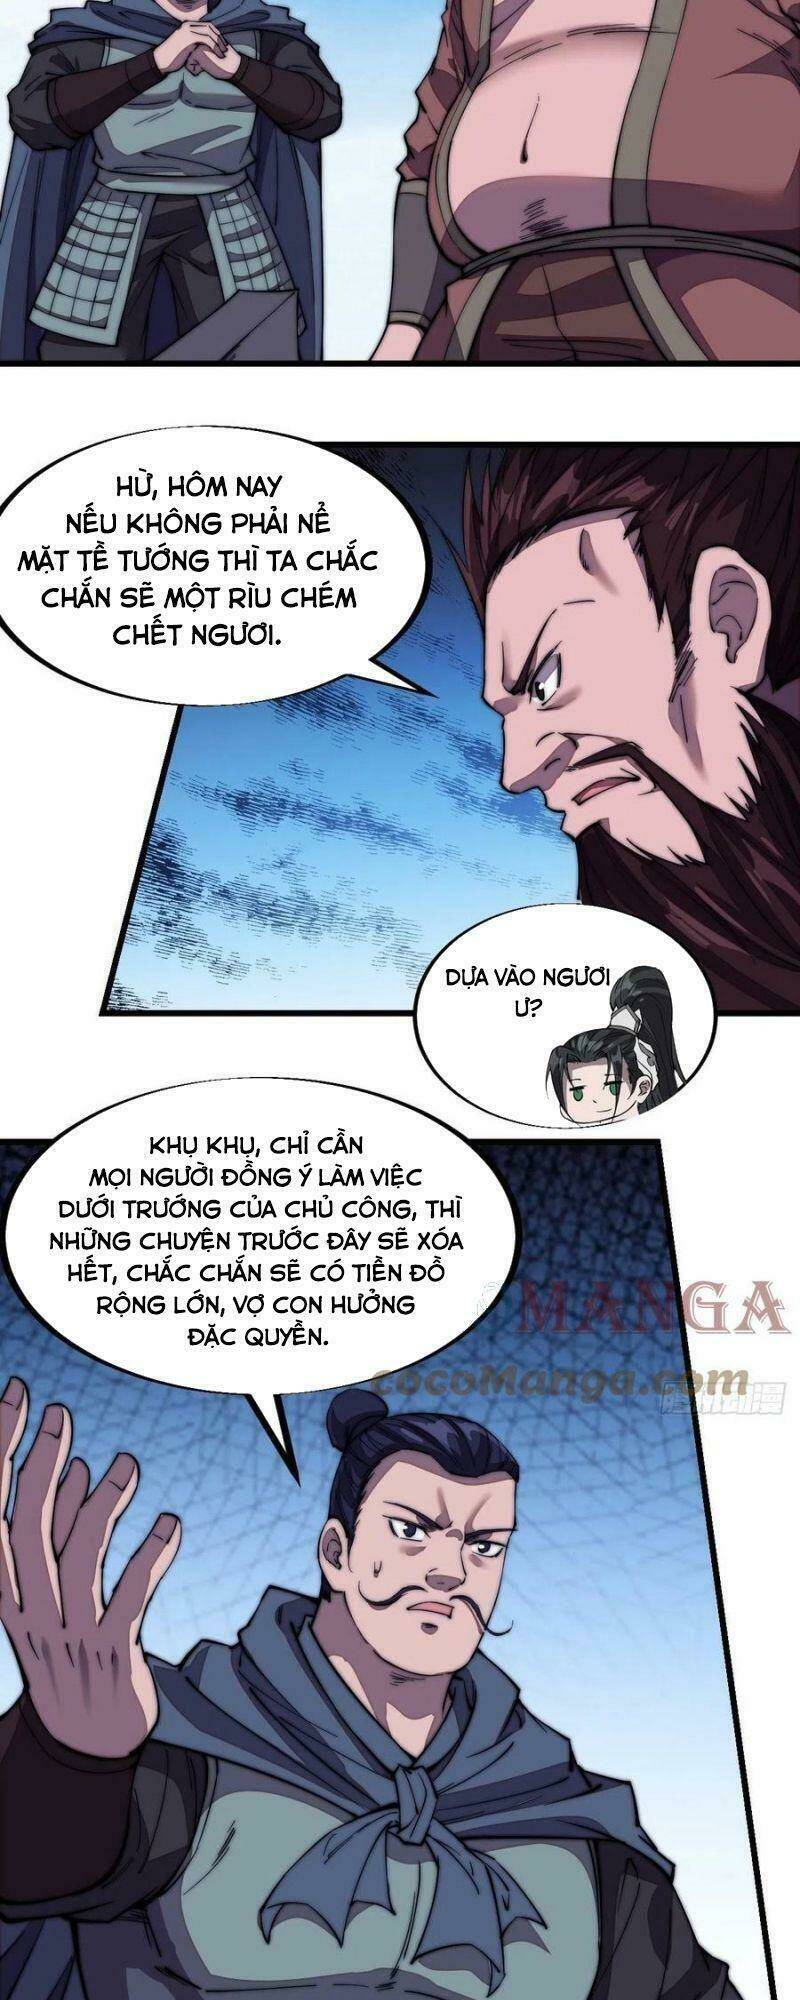 HỪ, HÔM NAY
NẾU KHÔNG PHẢI NỂ
MẶT TỀ TƯỚNG THÌ TA CHẮC
CHẮN SẼ MỘT RÌU CHÉM
CHẾT NGƯƠI.
DỰA VÀO NGƯƠI
Ư?
KHỤ KHỤ, CHỈ CẦN
MỌI NGƯỜI ĐỒNG Ý LÀM VIỆC
DƯỚI TRƯỚNG CỦA CHỦ CÔNG, THÌ
NHỮNG CHUYỆN TRƯỚC ĐÂY SẼ XÓA
HẾT, CHẮC CHẮN SẼ CÓ TIỀN ĐỒ
RỘNG LỚN, VỢ CON HƯỞNG
ĐẶC QUYỀN.
MANGA
cocoManga.com